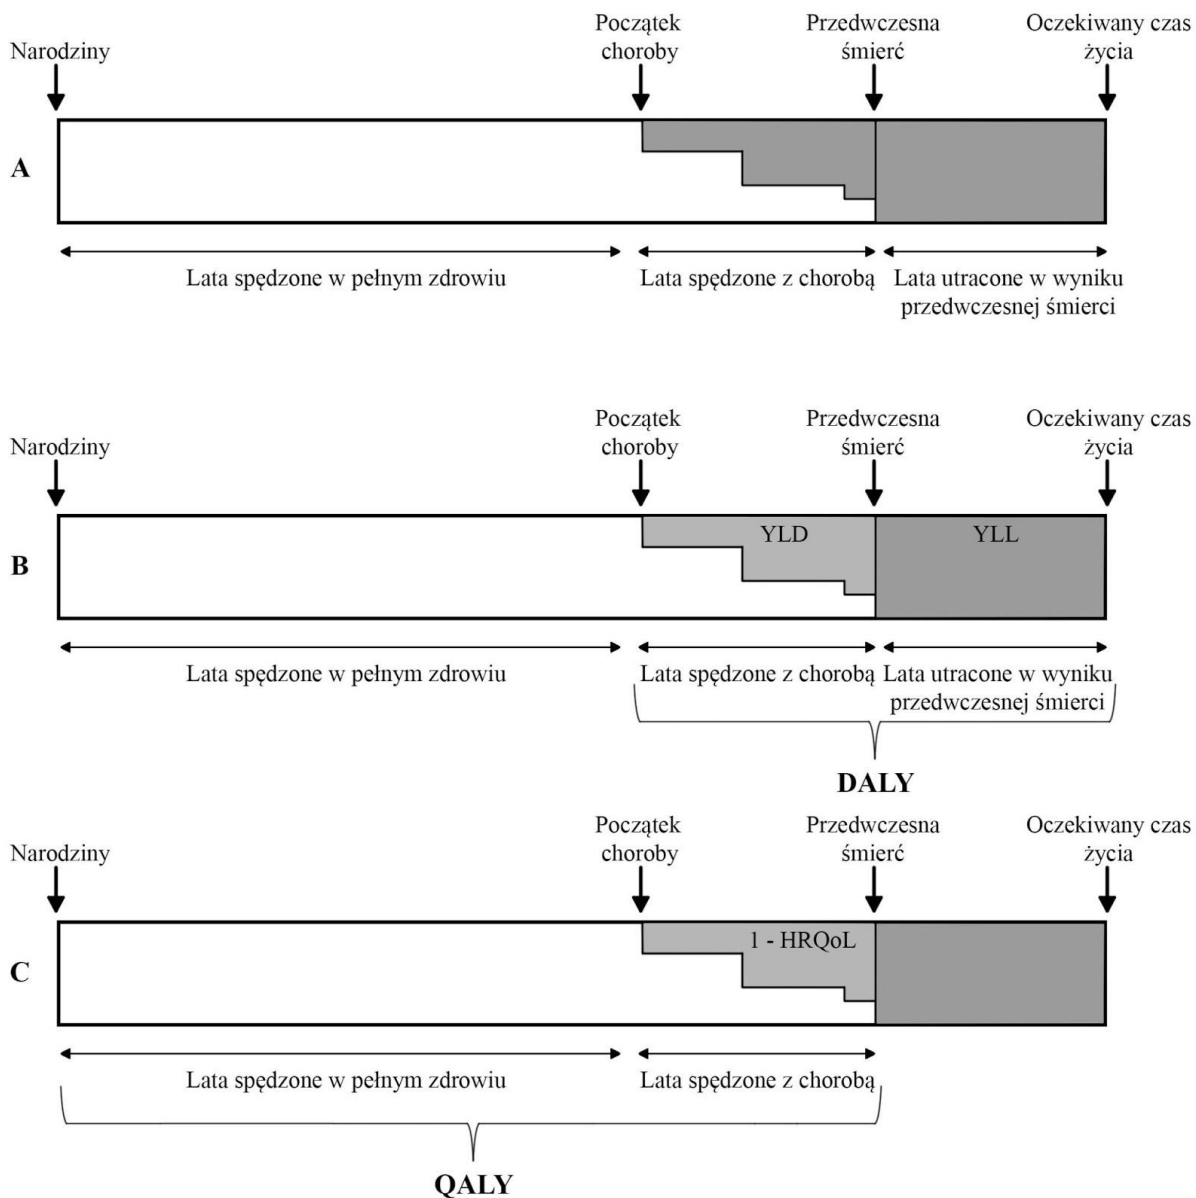 Narodziny
Początek
choroby
Przedwczesna
śmierć
Oczekiwany czas
życia
A
Lata spędzone w pełnym zdrowiu
Lata spędzone z chorobą
Lata utracone w wyniku
przedwczesnej śmierci
Narodziny
Początek
choroby
Przedwczesna
śmierć
Oczekiwany czas
życia
B
YLD
YLL
Lata spędzone w pełnym zdrowiu
Lata spędzone z chorobą
Lata utracone w wyniku
przedwczesnej śmierci
DALY
Narodziny
Początek
choroby
Przedwczesna
śmierć
Oczekiwany czas
życia
C
1 - HRQoL
Lata spędzone w pełnym zdrowiu
Lata spędzone z chorobą
QALY